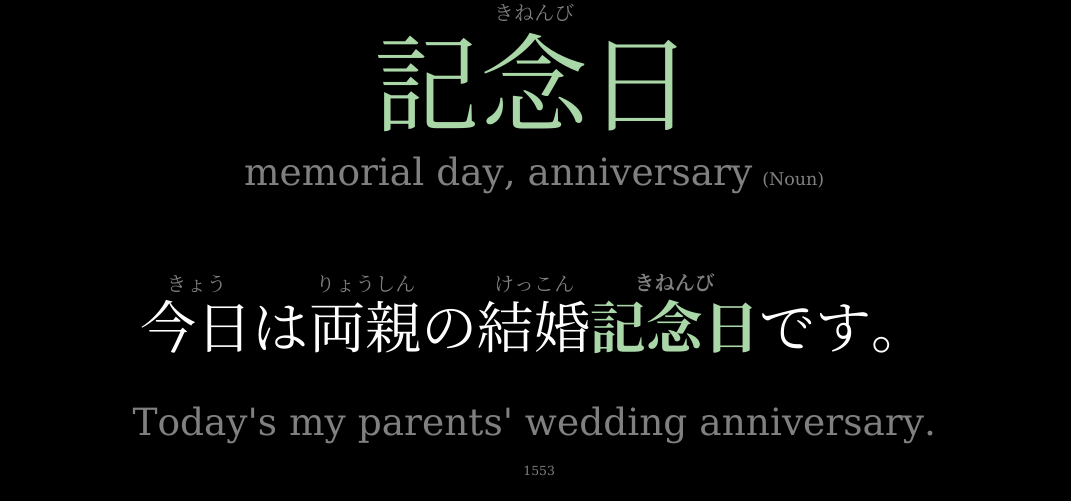 きねんび
記念日
memorial day, anniversary (Noun)
きょう りょうしん けっこん きねんび
今日は両親の結婚記念日です。
Today's my parents' wedding anniversary.
1553